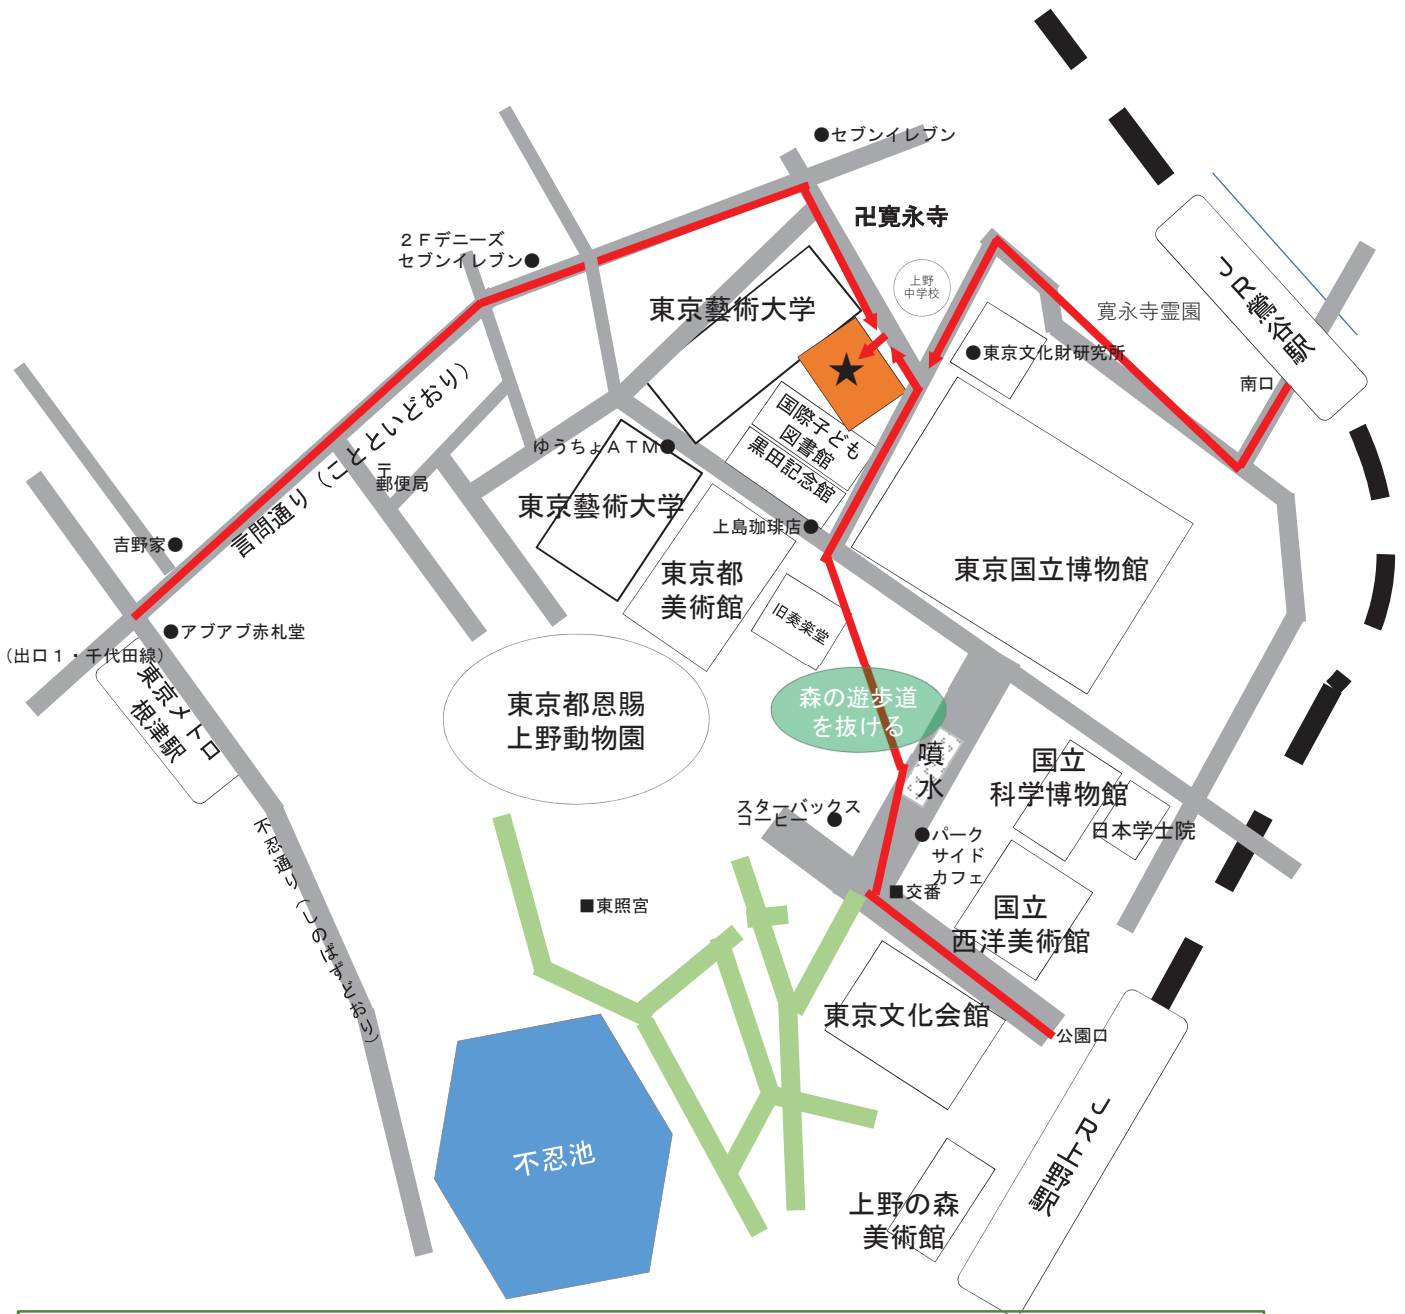 ●セブンイレブン
卍寛永寺
２Ｆデニーズ
セブンイレブン●
上野
中学校
ＪＲ鶯谷駅
東京藝術大学
寛永寺霊園
●東京文化財研究所
★
南口
国際子ども
図書館
黒田記念館
言問通り（ことといどおり）
ゆうちょＡＴＭ●
〒
郵便局
東京藝術大学
上島珈琲店●
吉野家●
東京都
美術館
東京国立博物館
旧奏楽堂
●アブアブ赤札堂
（出口１・千代田線）
東京メトロ
根津駅
東京都恩賜
上野動物園
森の遊歩道
を抜ける
噴
水
国立
科学博物館
スターバックス
コーヒー●
●パーク
サイド
カフェ
日本学士院
不忍通り（しのばずどおり）
■交番
■東照宮
国立
西洋美術館
東京文化会館
公園口
ＪＲ上野駅
不忍池
上野の森
美術館